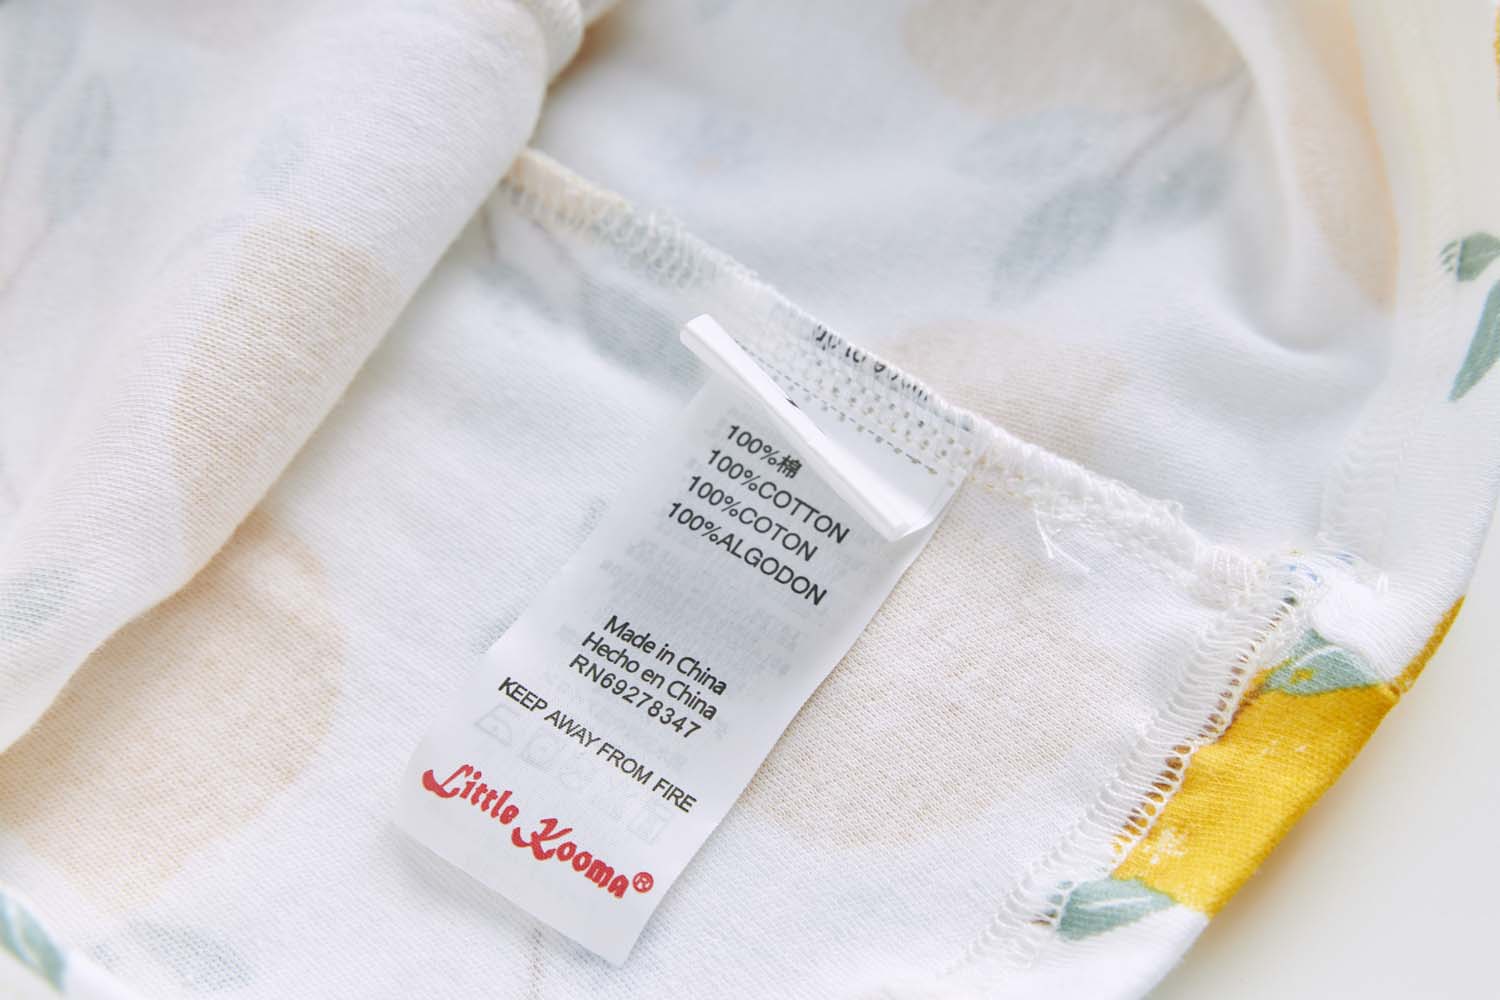 100%棉
100%COTTON
100%COTON
100%ALGODON
Made in China
Hecho en China
RN69278347
KEEP AWAY FROM FIRE
Little Kooma®